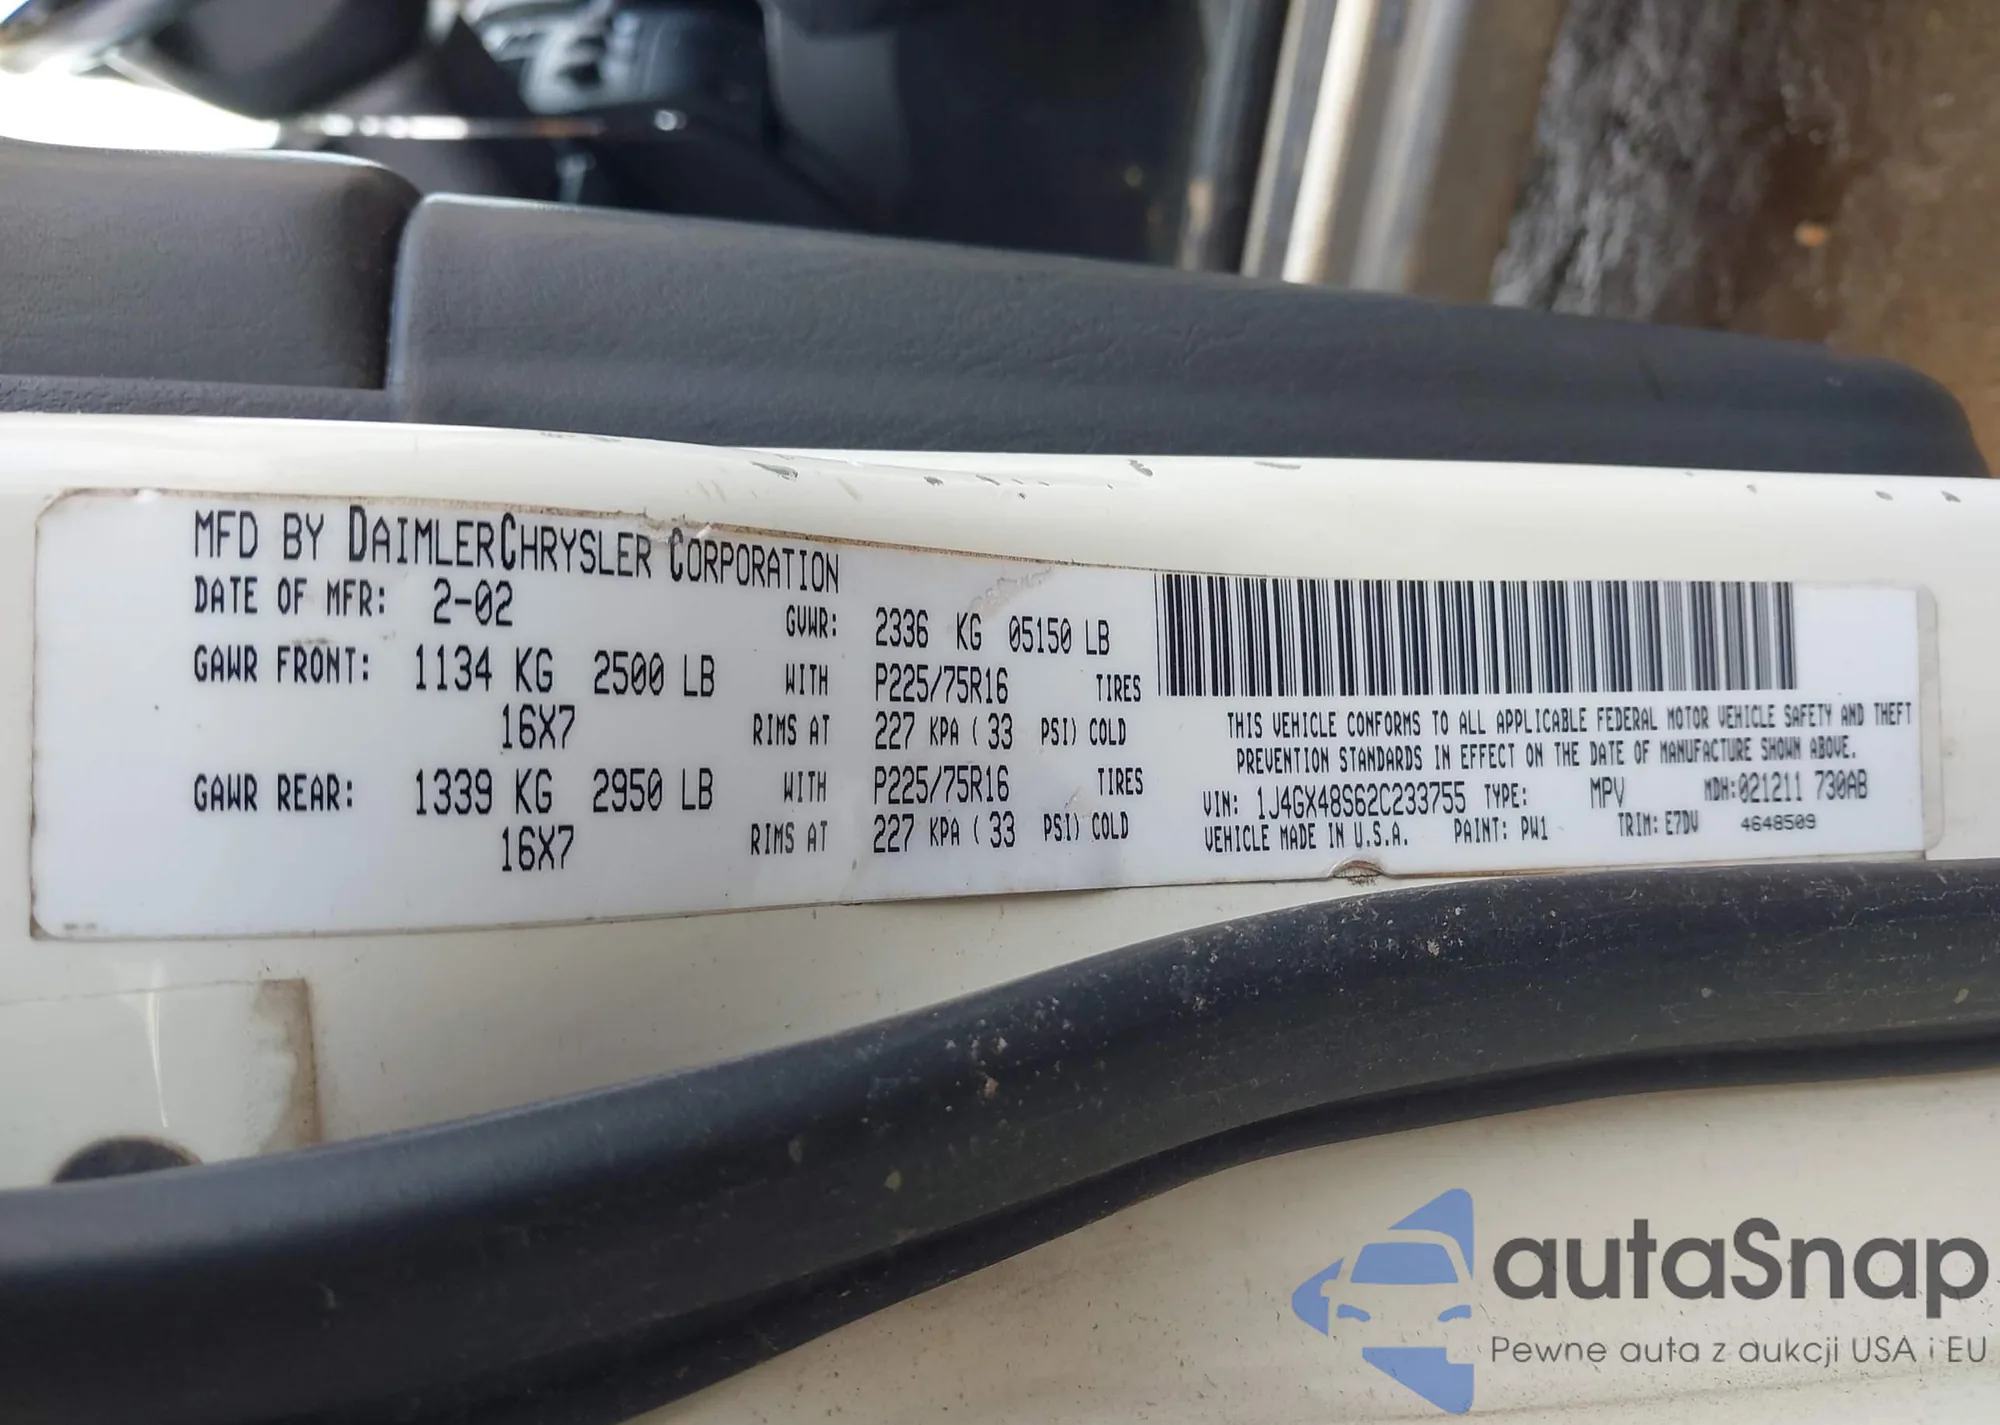 MFD BY DAIMLERCHRYSLER CORPORATION
DATE OF MFR: 2-02 GVWR: 2336 KG 05150 LB
GAWR FRONT: 1134 KG 2500 LB WITH P225/75R16 TIRES
16X7 RIMS AT 227 KPA ( 33 PSI) COLD
GAWR REAR: 1339 KG 2950 LB WITH P225/75R16 TIRES
16X7 RIMS AT 227 KPA ( 33 PSI) COLD
THIS VEHICLE CONFORMS TO ALL APPLICABLE FEDERAL MOTOR VEHICLE SAFETY AND THEFT
PREVENTION STANDARDS IN EFFECT ON THE DATE OF MANUFACTURE SHOWN ABOVE.
VIN: 1J4GX48S62C233755 TYPE: MPV MDH:021211 730AB
VEHICLE MADE IN U.S.A. PAINT: PW1 TRIM: E7DV 4648509
autaSnap
Pewne auta z aukcji USA i EU